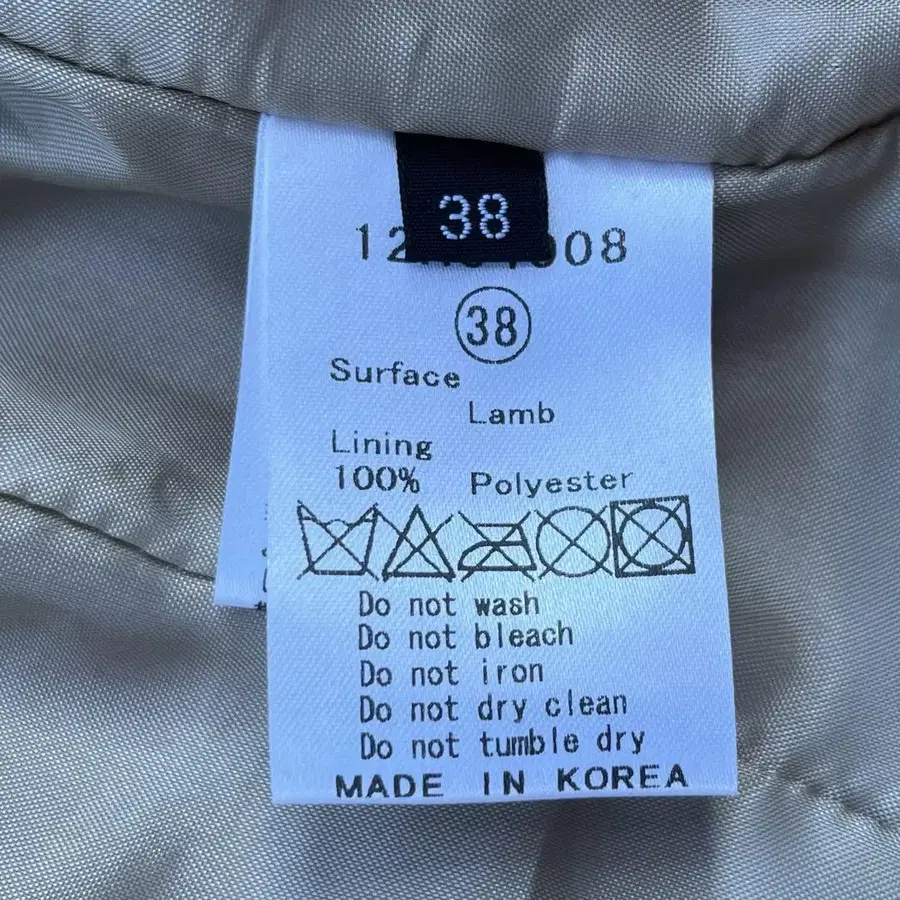 38
38
Surface
Lamb
Lining
100% Polyester
Do not wash
Do not bleach
Do not iron
Do not dry clean
Do not tumble dry
MADE IN KOREA